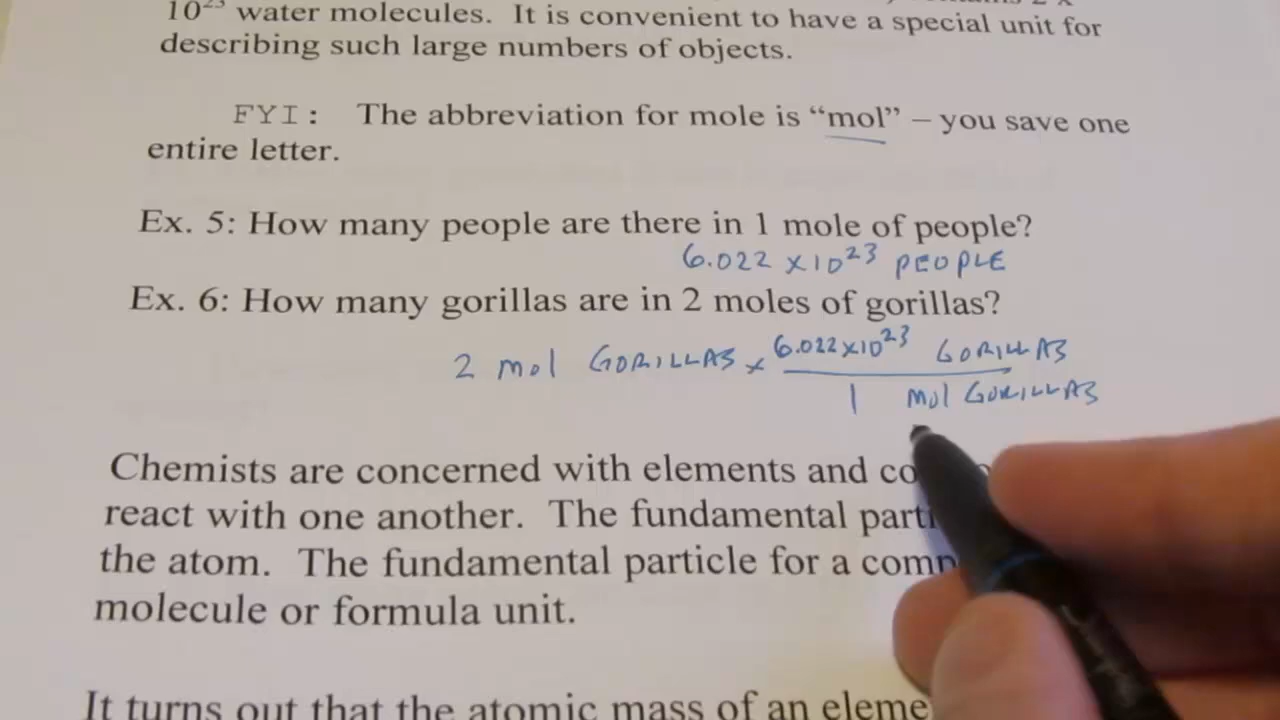 10²³ water molecules. It is convenient to have a special unit for
describing such large numbers of objects.
FYI: The abbreviation for mole is “mol” – you save one
entire letter.
Ex. 5: How many people are there in 1 mole of people?
6.022 ×10²³ PEOPLE
Ex. 6: How many gorillas are in 2 moles of gorillas?
6.022×10²³ GORILLAS
2 mol GORILLAS ×
1 mol GORILLAS
Chemists are concerned with elements and
react with one another. The fundamental
the atom. The fundamental particle for a
molecule or formula unit.
It turns out that the atomic mass of an